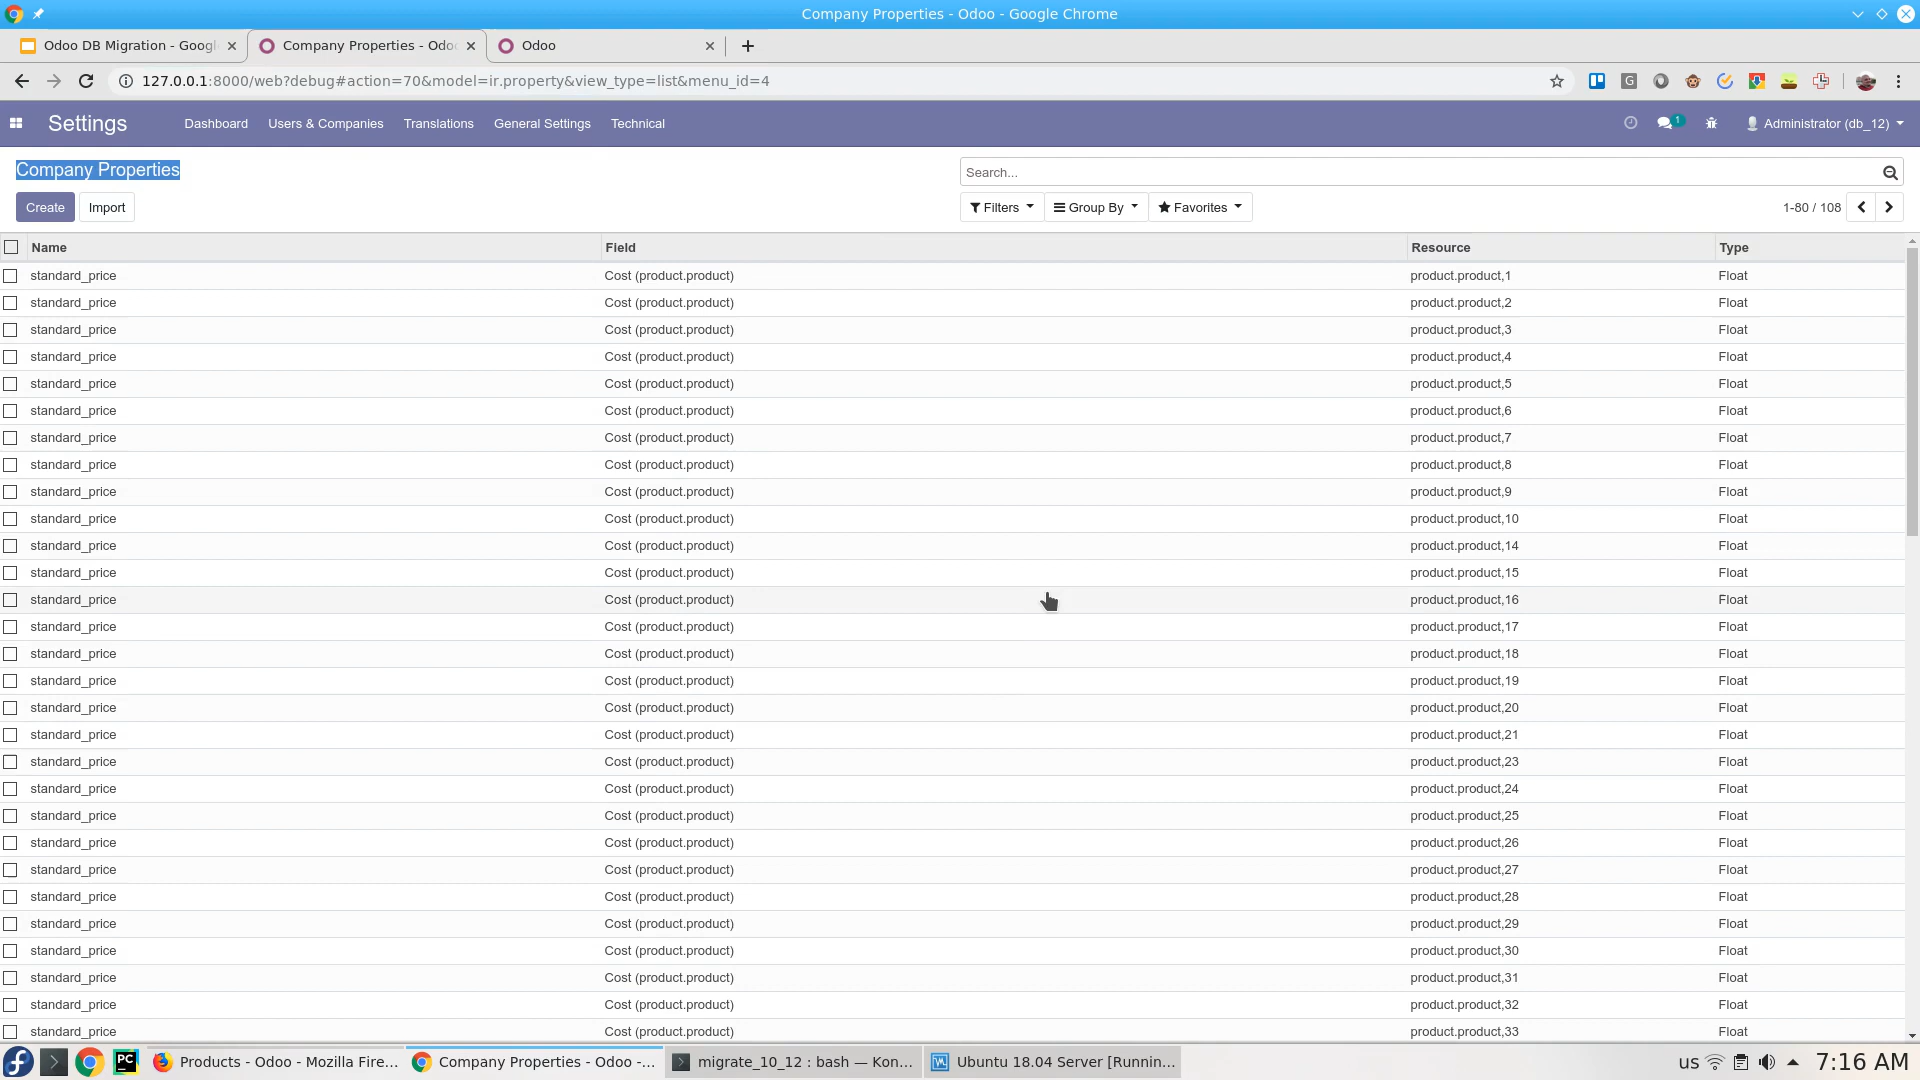 Company Properties - Odoo - Google Chrome
Odoo DB Migration - Googl
Company Properties - Odoo
Odoo
127.0.0.1:8000/web?debug#action=70&model=ir.property&view_type=list&menu_id=4
Settings Dashboard Users & Companies Translations General Settings Technical 1 Administrator (db_12)
Company Properties Search...
Create Import Filters Group By Favorites 1-80 / 108
Name Field Resource Type
standard_price Cost (product.product) product.product,1 Float
standard_price Cost (product.product) product.product,2 Float
standard_price Cost (product.product) product.product,3 Float
standard_price Cost (product.product) product.product,4 Float
standard_price Cost (product.product) product.product,5 Float
standard_price Cost (product.product) product.product,6 Float
standard_price Cost (product.product) product.product,7 Float
standard_price Cost (product.product) product.product,8 Float
standard_price Cost (product.product) product.product,9 Float
standard_price Cost (product.product) product.product,10 Float
standard_price Cost (product.product) product.product,14 Float
standard_price Cost (product.product) product.product,15 Float
standard_price Cost (product.product) product.product,16 Float
standard_price Cost (product.product) product.product,17 Float
standard_price Cost (product.product) product.product,18 Float
standard_price Cost (product.product) product.product,19 Float
standard_price Cost (product.product) product.product,20 Float
standard_price Cost (product.product) product.product,21 Float
standard_price Cost (product.product) product.product,23 Float
standard_price Cost (product.product) product.product,24 Float
standard_price Cost (product.product) product.product,25 Float
standard_price Cost (product.product) product.product,26 Float
standard_price Cost (product.product) product.product,27 Float
standard_price Cost (product.product) product.product,28 Float
standard_price Cost (product.product) product.product,29 Float
standard_price Cost (product.product) product.product,30 Float
standard_price Cost (product.product) product.product,31 Float
standard_price Cost (product.product) product.product,32 Float
standard_price Cost (product.product) product.product,33 Float
PC Products - Odoo - Mozilla Fire... Company Properties - Odoo -... migrate_10_12 : bash — Kon... Ubuntu 18.04 Server [Runnin... us 7:16 AM